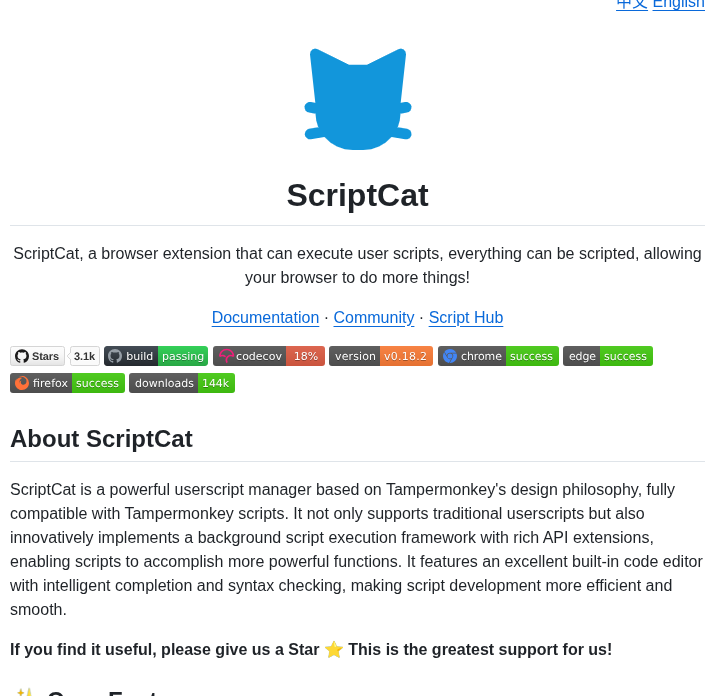 中文 English
ScriptCat
ScriptCat, a browser extension that can execute user scripts, everything can be scripted, allowing
your browser to do more things!
Documentation · Community · Script Hub
Stars 3.1k build passing codecov 18% version v0.18.2 chrome success edge success
firefox success downloads 144k
About ScriptCat
ScriptCat is a powerful userscript manager based on Tampermonkey's design philosophy, fully
compatible with Tampermonkey scripts. It not only supports traditional userscripts but also
innovatively implements a background script execution framework with rich API extensions,
enabling scripts to accomplish more powerful functions. It features an excellent built-in code editor
with intelligent completion and syntax checking, making script development more efficient and
smooth.
If you find it useful, please give us a Star ⭐ This is the greatest support for us!